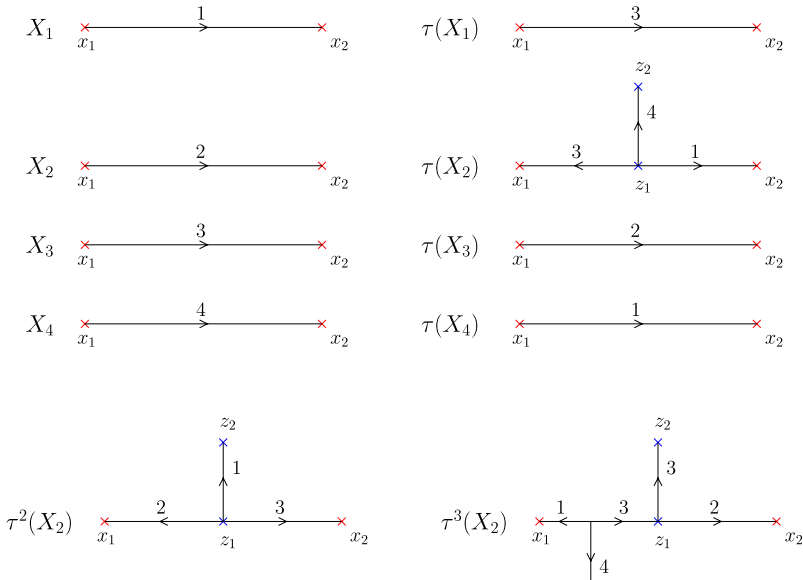 1 3
X₁ τ(X₁)
x₁ x₂ x₁ x₂
z₂
4
2 3 1
X₂ τ(X₂)
x₁ x₂ x₁ z₁ x₂
3 2
X₃ τ(X₃)
x₁ x₂ x₁ x₂
4 1
X₄ τ(X₄)
x₁ x₂ x₁ x₂
z₂ z₂
1 3
2 3 1 3 2
τ²(X₂) τ³(X₂)
x₁ z₁ x₂ x₁ z₁ x₂
4